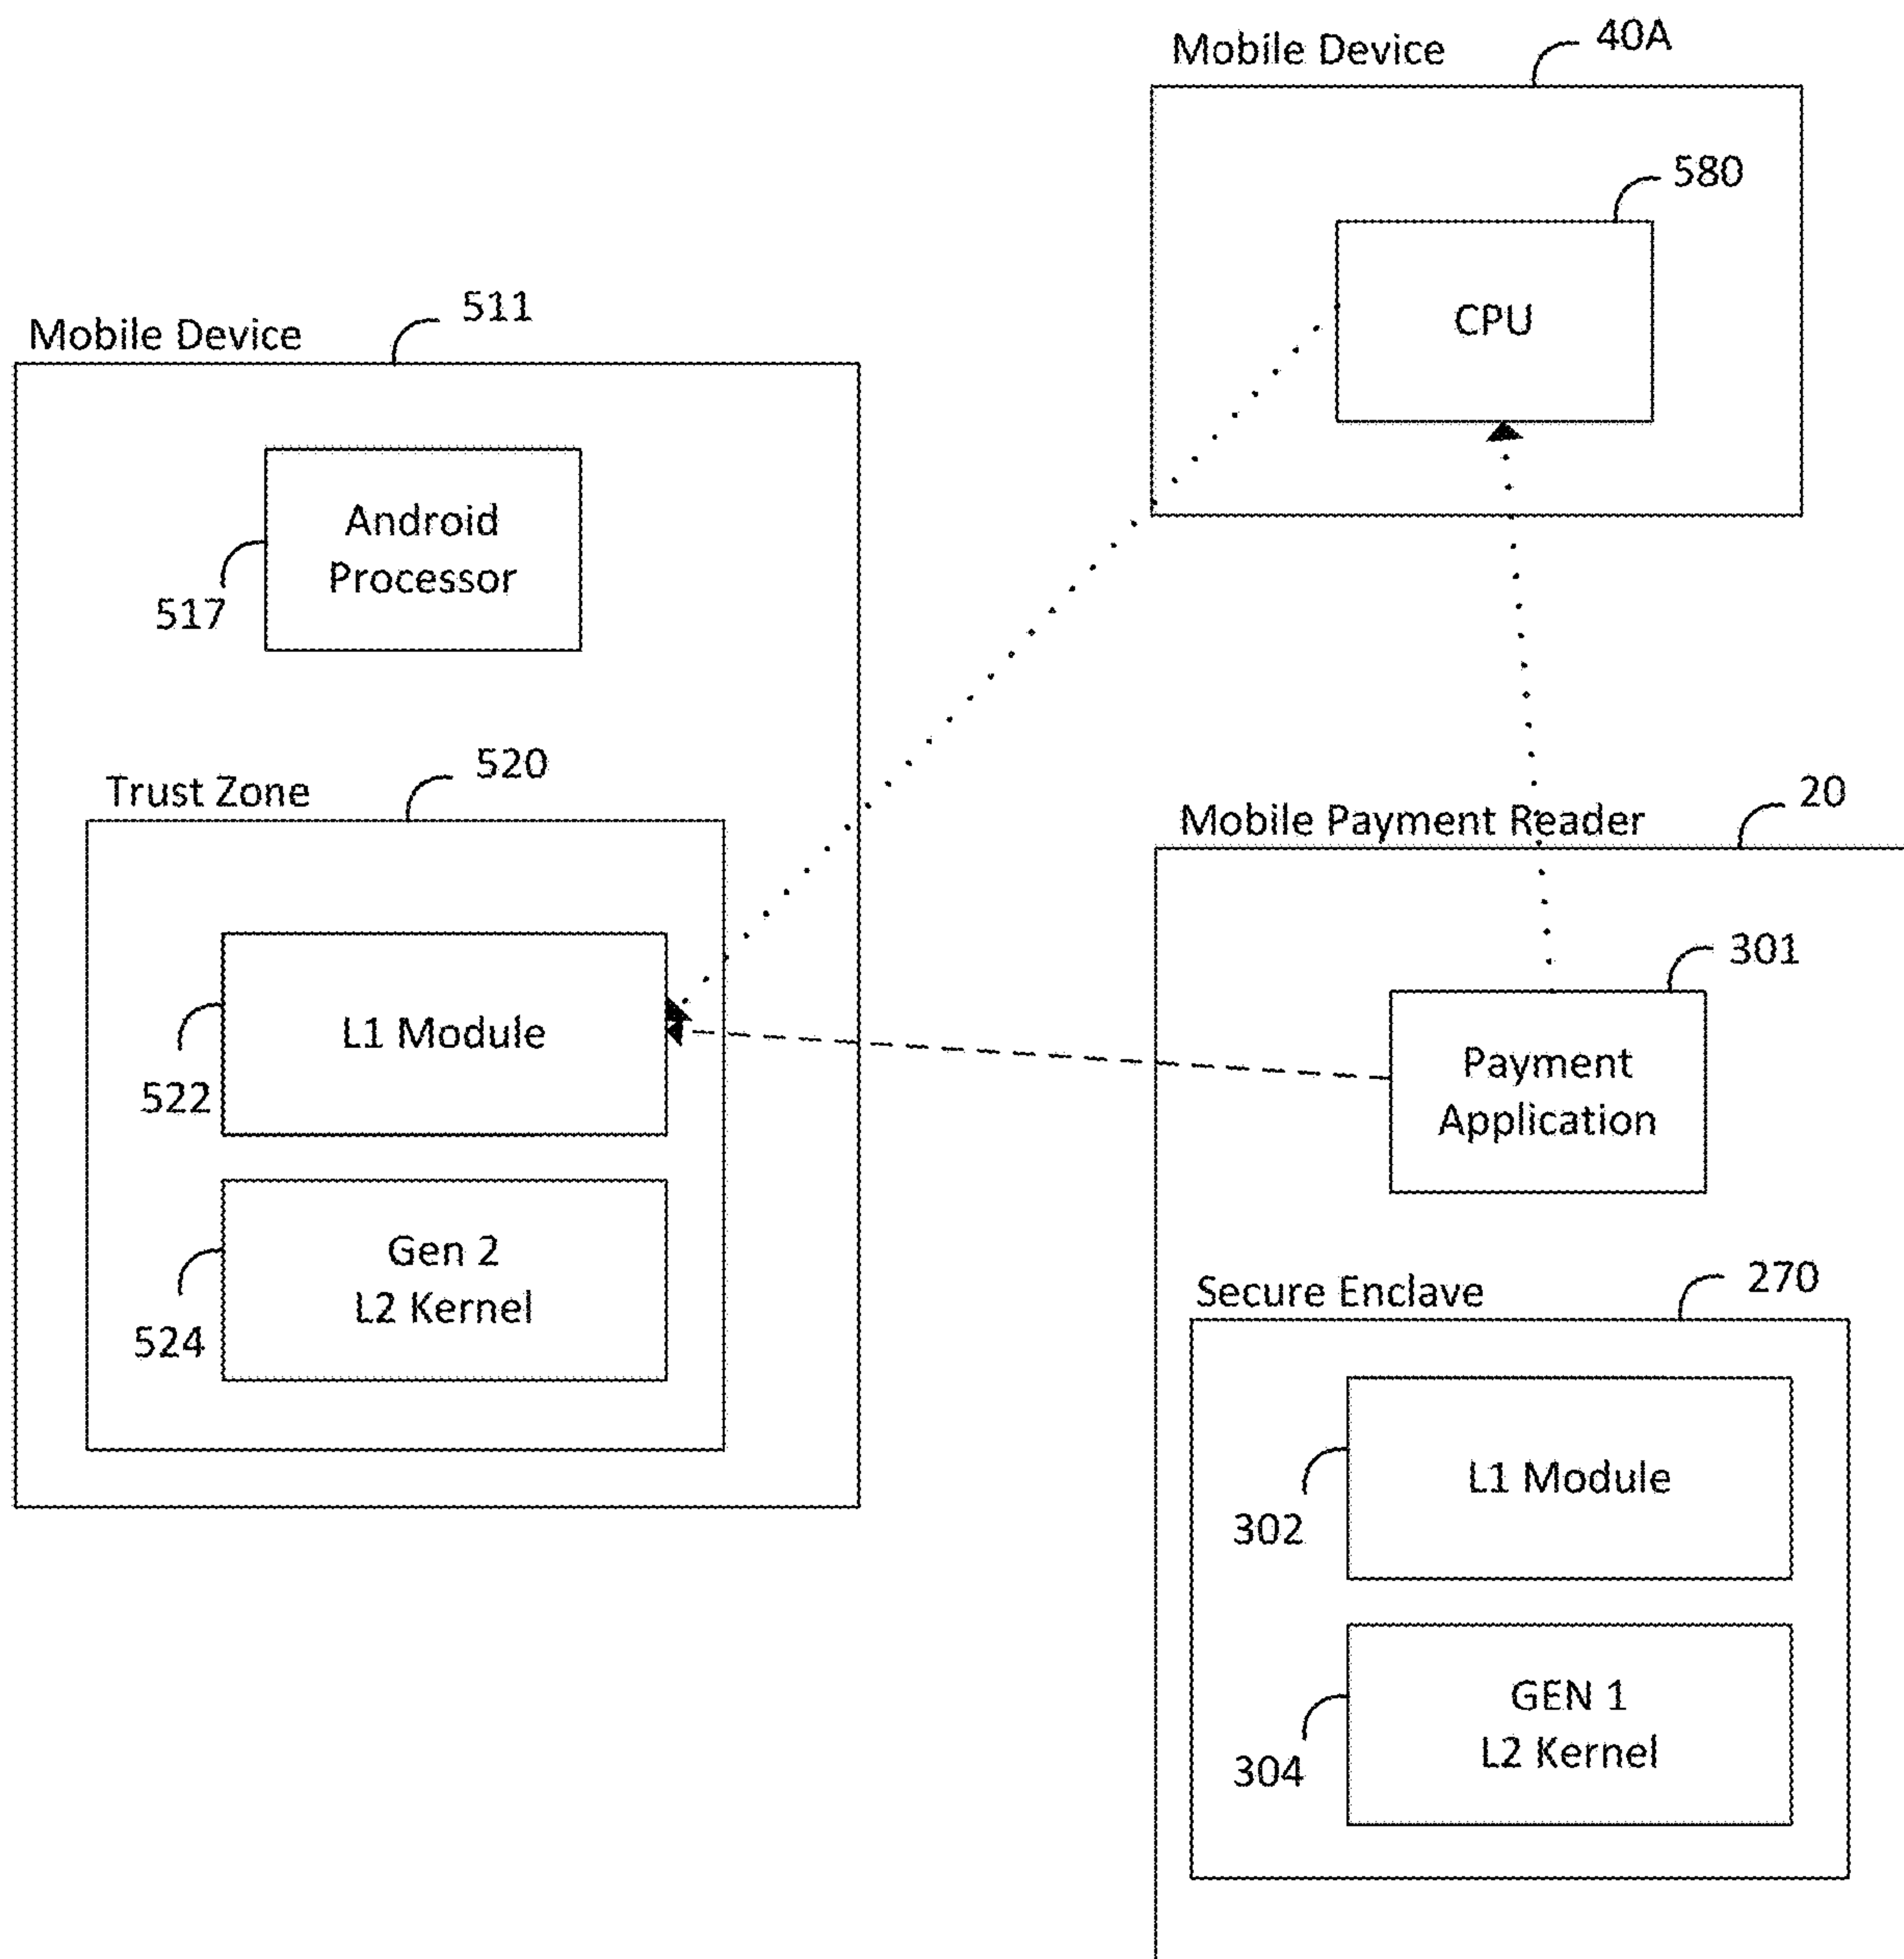 Mobile Device
40A
580
CPU
Mobile Device
511
Android
Processor
517
Trust Zone
520
L1 Module
522
Gen 2
L2 Kernel
524
Mobile Payment Reader
20
301
Payment
Application
Secure Enclave
270
L1 Module
302
GEN 1
L2 Kernel
304